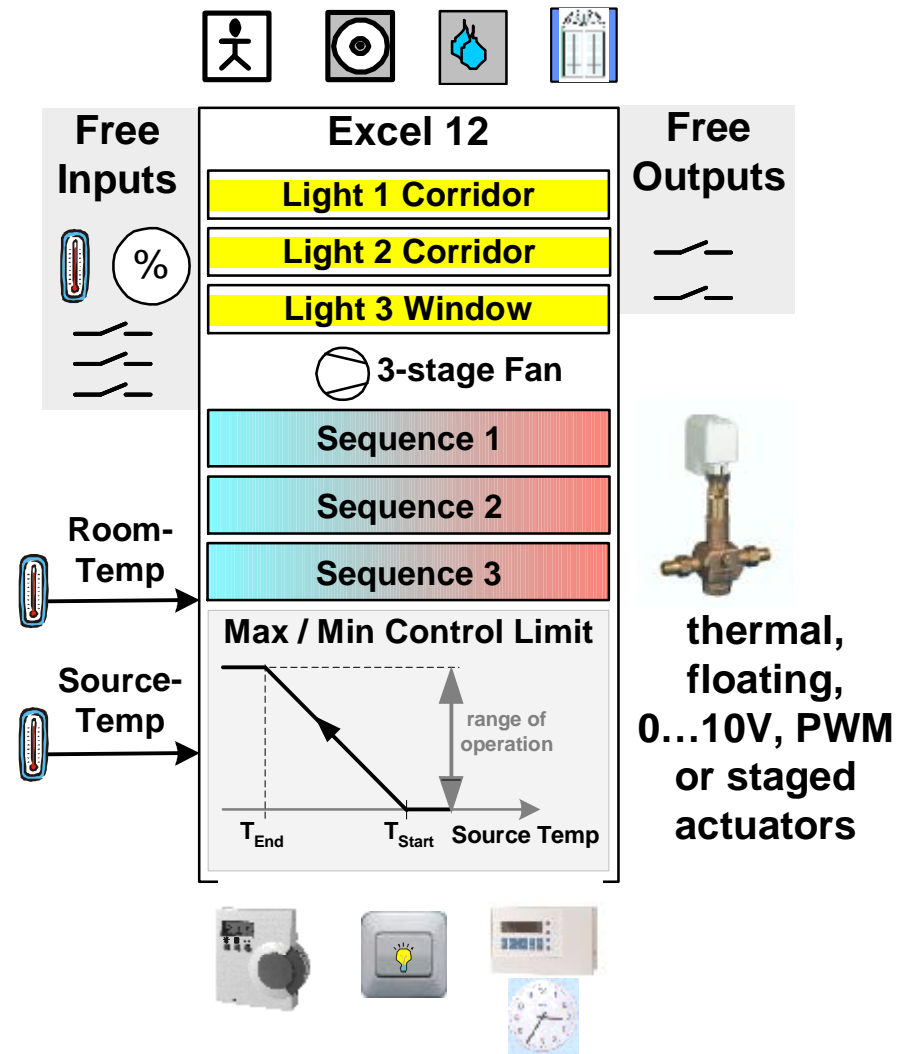 Free
Inputs
%
Excel 12
Light 1 Corridor
Light 2 Corridor
Light 3 Window
3-stage Fan
Sequence 1
Sequence 2
Sequence 3
Free
Outputs
Room-
Temp
Source-
Temp
Max / Min Control Limit
range of
operation
TEnd
TStart
Source Temp
thermal,
floating,
0…10V, PWM
or staged
actuators